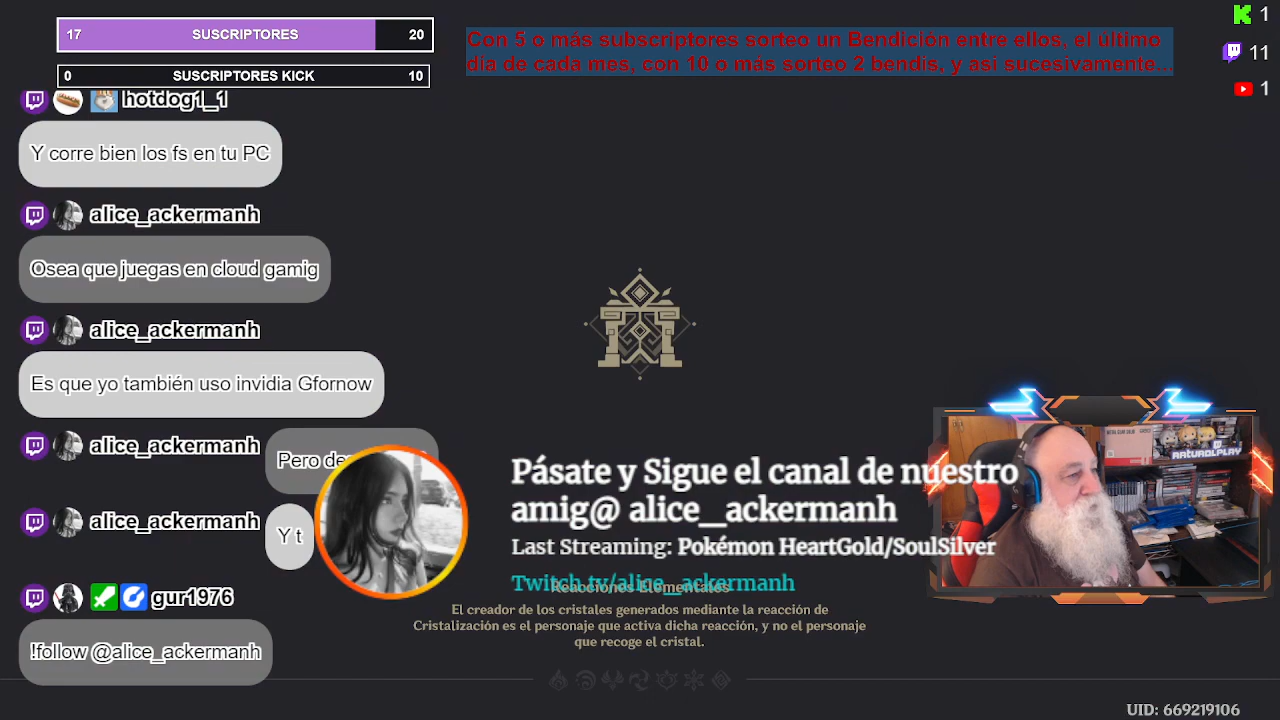 17 SUSCRIPTORES 20
0 SUSCRIPTORES KICK 10
Con 5 o más subscriptores sorteo un Bendición entre ellos, el último
dia de cada mes, con 10 o más sorteo 2 bendis, y asi sucesivamente...
1
11
1
hotdog1_1
Y corre bien los fs en tu PC
alice_ackermanh
Osea que juegas en cloud gamig
alice_ackermanh
Es que yo también uso invidia Gfornow
alice_ackermanh
Pero
alice_ackermanh
Y t
gur1976
!follow @alice_ackermanh
Pásate y Sigue el canal de nuestro
amig@ alice_ackermanh
Last Streaming: Pokémon HeartGold/SoulSilver
Twitch.tv/alice_ackermanh
Reacciones Elementales
El creador de los cristales generados mediante la reacción de
Cristalización es el personaje que activa dicha reacción, y no el personaje
que recoge el cristal.
RATUROLPLAY
UID: 669219106